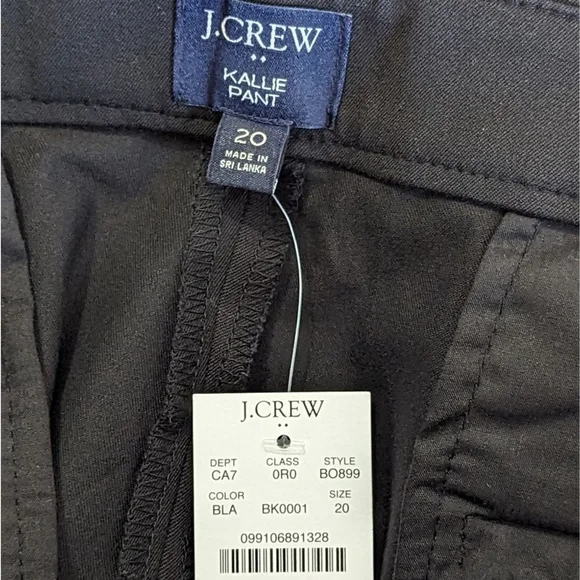 J.CREW
KALLIE
PANT
20
MADE IN
SRI LANKA
J.CREW
DEPT CLASS STYLE
CA7 0R0 BO899
COLOR SIZE
BLA BK0001 20
099106891328